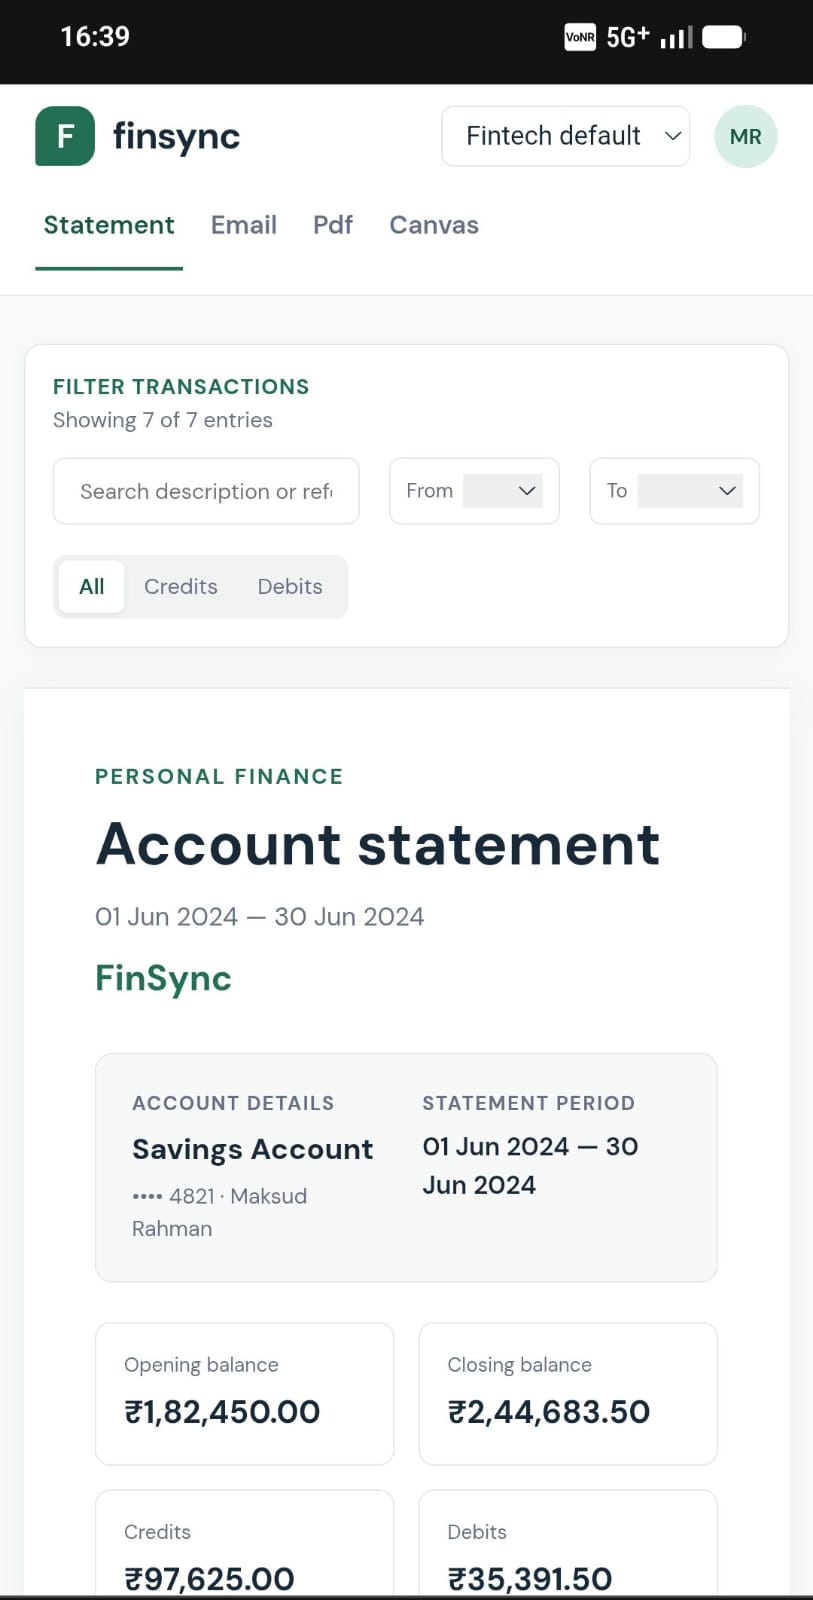 16:39
VoNR 5G+
F finsync
Fintech default
MR
Statement Email Pdf Canvas
FILTER TRANSACTIONS
Showing 7 of 7 entries
Search description or ref
From
To
All Credits Debits
PERSONAL FINANCE
Account statement
01 Jun 2024 — 30 Jun 2024
FinSync
ACCOUNT DETAILS
Savings Account
•••• 4821 · Maksud
Rahman
STATEMENT PERIOD
01 Jun 2024 — 30
Jun 2024
Opening balance
₹1,82,450.00
Closing balance
₹2,44,683.50
Credits
₹97,625.00
Debits
₹35,391.50